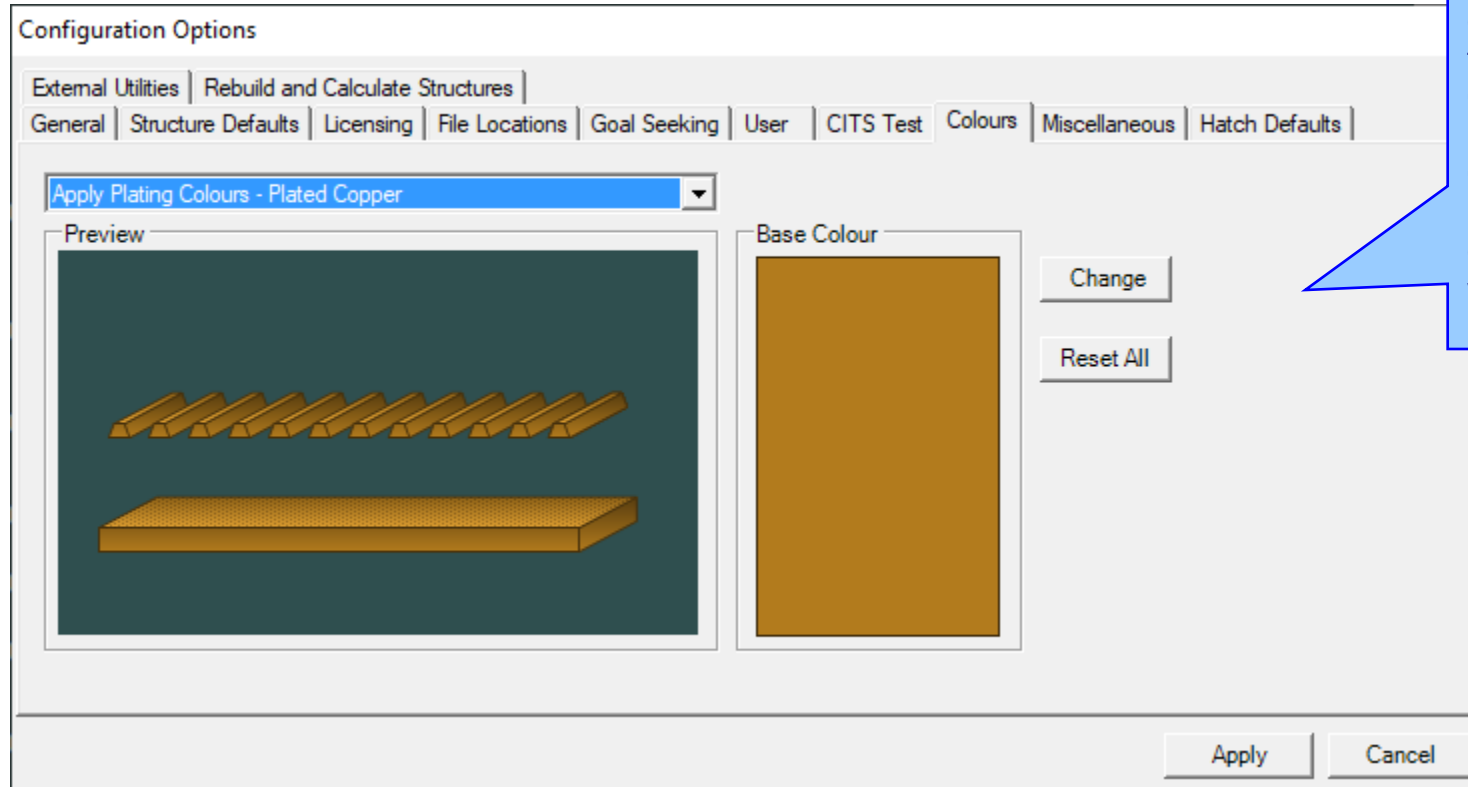 Configuration Options
External Utilities Rebuild and Calculate Structures
General Structure Defaults Licensing File Locations Goal Seeking User CITS Test Colours Miscellaneous Hatch Defaults
Apply Plating Colours - Plated Copper
Preview Base Colour
Change
Reset All
Apply Cancel